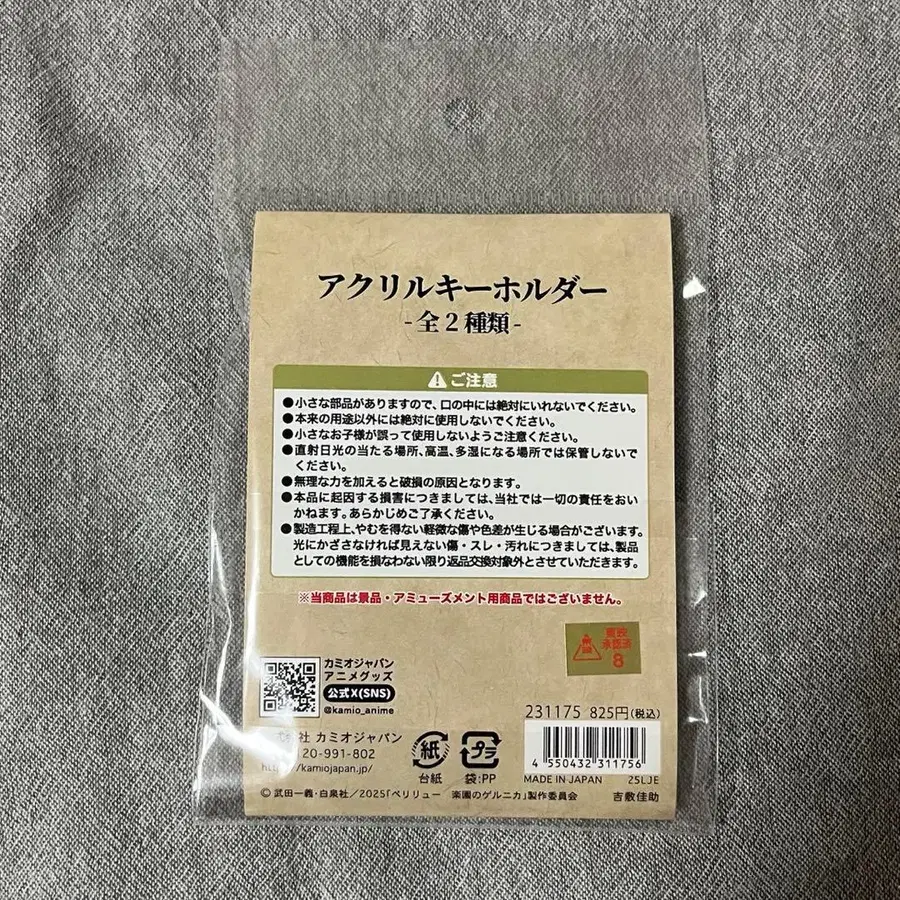 アクリルキーホルダー
-全2種類-
ご注意
●小さな部品がありますので、口の中には絶対にいれないでください。
●本来の用途以外には絶対に使用しないでください。
●小さなお子様が誤って使用しないようご注意ください。
●直射日光の当たる場所、高温、多湿になる場所では保管しないで
ください。
●無理な力を加えると破損の原因となります。
●本品に起因する損害につきましては、当社では一切の責任をおい
かねます。あらかじめご了承ください。
●製造工程上、やむを得ない軽微な傷や色差が生じる場合がございます。
光にかざさなければ見えない傷・スレ・汚れにつきましては、製品
としての機能を損なわない限り返品交換対象外とさせていただきます。
※当商品は景品・アミューズメント用商品ではございません。
承認済
8
カミオジャパン
アニメグッズ
公式X(SNS)
@kamio_anime
231175 825円(税込)
カミオジャパン
20-991-802
http://kamiojapan.jp/
紙
台紙
プラ
袋:PP
4 550432 311756
MADE IN JAPAN 25LJE
© 武田一義・白泉社／2025「ペリリュー 楽園のゲルニカ」製作委員会
吉敷佳助